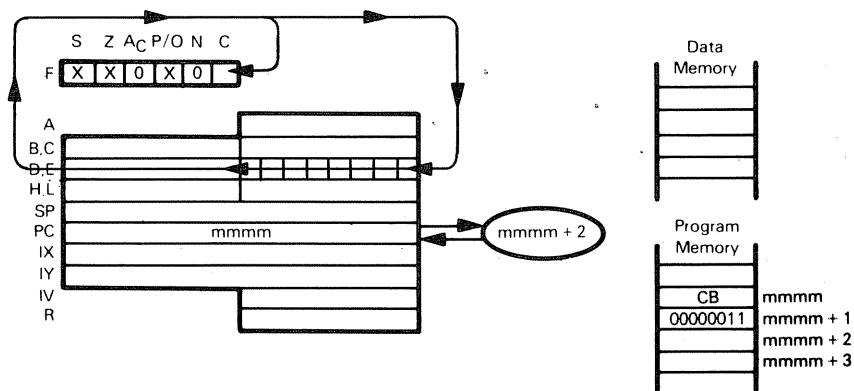 S Z AC P/O N C
F X X 0 X 0
A
B,C
D,E
H,L
SP
PC mmmm
IX
IY
IV
R
mmmm + 2
Data
Memory
Program
Memory
CB mmmm
00000011 mmmm + 1
mmmm + 2
mmmm + 3